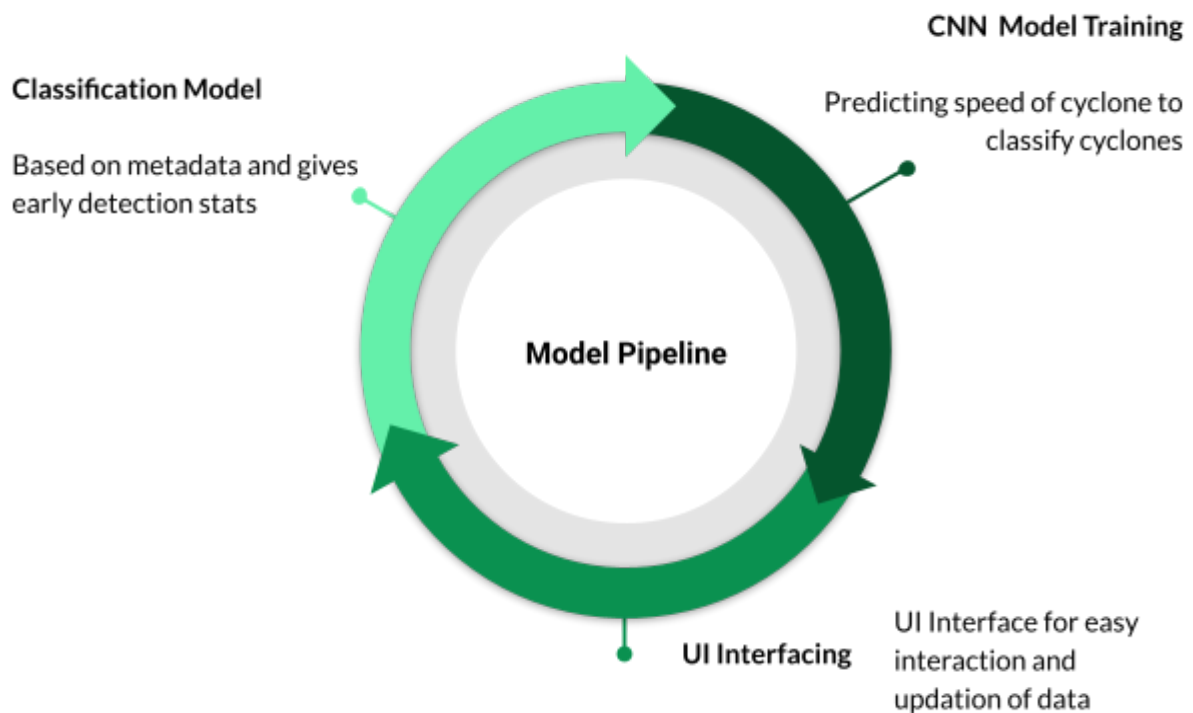 CNN Model Training
Predicting speed of cyclone to
classify cyclones
Classification Model
Based on metadata and gives
early detection stats
Model Pipeline
UI Interfacing
UI Interface for easy
interaction and
updation of data